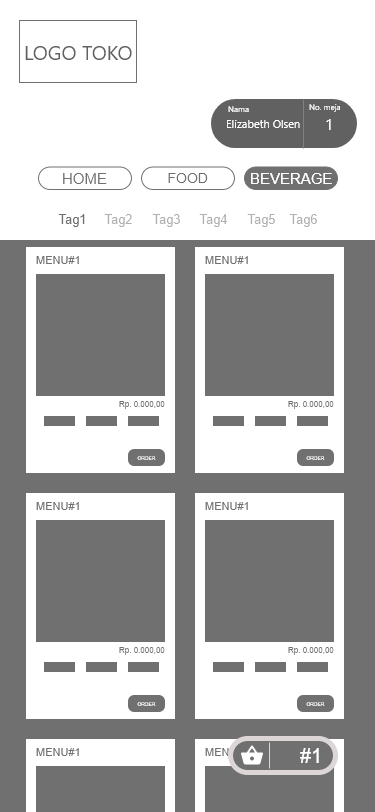 LOGO TOKO
Nama No. meja
Elizabeth Olsen 1
HOME FOOD BEVERAGE
Tag1 Tag2 Tag3 Tag4 Tag5 Tag6
MENU#1 MENU#1
Rp. 0.000,00 Rp. 0.000,00
ORDER ORDER
MENU#1 MENU#1
Rp. 0.000,00 Rp. 0.000,00
ORDER ORDER
MENU#1 MEN
#1